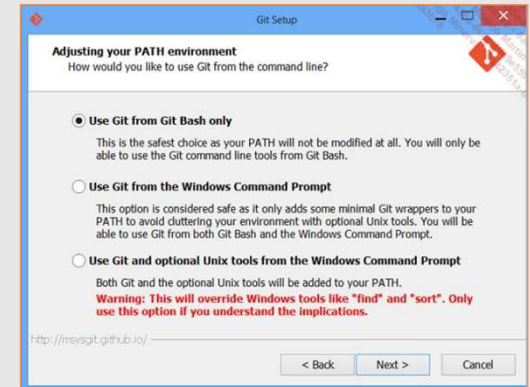 Git Setup
Adjusting your PATH environment
How would you like to use Git from the command line?
Use Git from Git Bash only
This is the safest choice as your PATH will not be modified at all. You will only be
able to use the Git command line tools from Git Bash.
Use Git from the Windows Command Prompt
This option is considered safe as it only adds some minimal Git wrappers to your
PATH to avoid cluttering your environment with optional Unix tools. You will be
able to use Git from both Git Bash and the Windows Command Prompt.
Use Git and optional Unix tools from the Windows Command Prompt
Both Git and the optional Unix tools will be added to your PATH.
Warning: This will override Windows tools like "find" and "sort". Only
use this option if you understand the implications.
http://msysgit.github.io/
< Back
Next >
Cancel